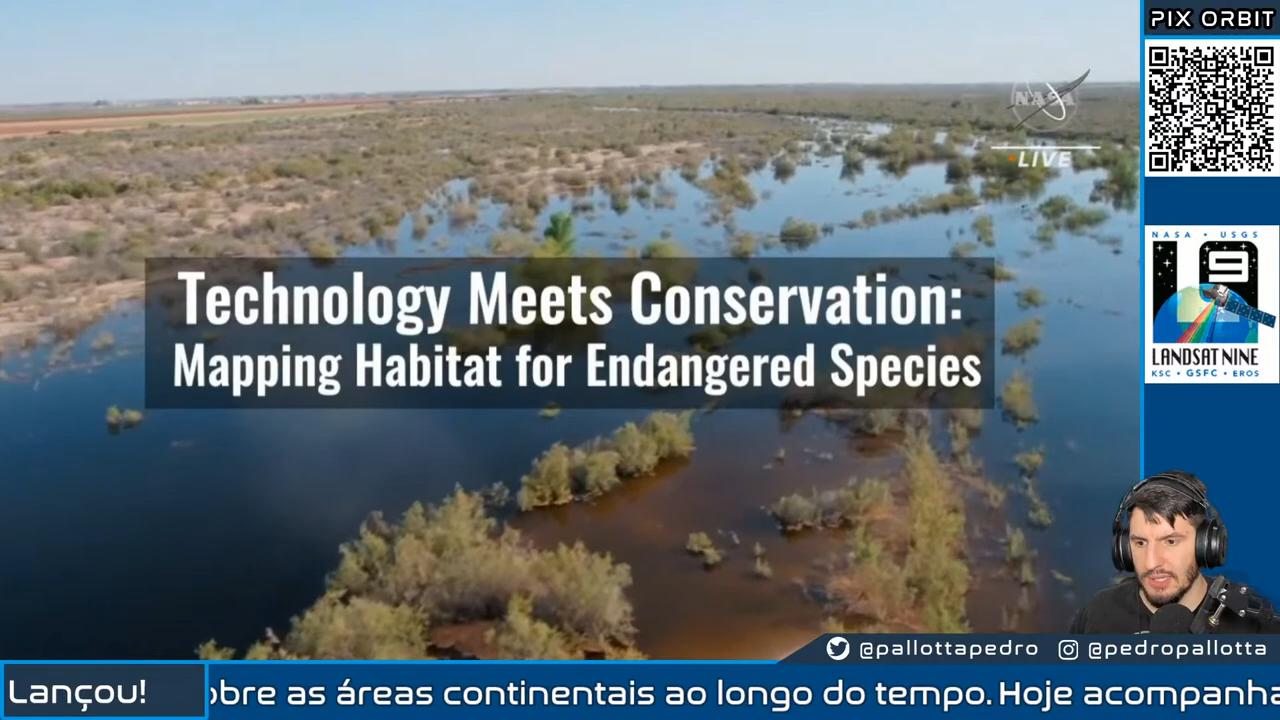 PIX ORBIT
NASA
LIVE
NASA • USGS
L9
LANDSAT NINE
KSC • GSFC • EROS
Technology Meets Conservation:
Mapping Habitat for Endangered Species
@pallottapedro @pedropallotta
Lançou!
obre as áreas continentais ao longo do tempo. Hoje acompanha